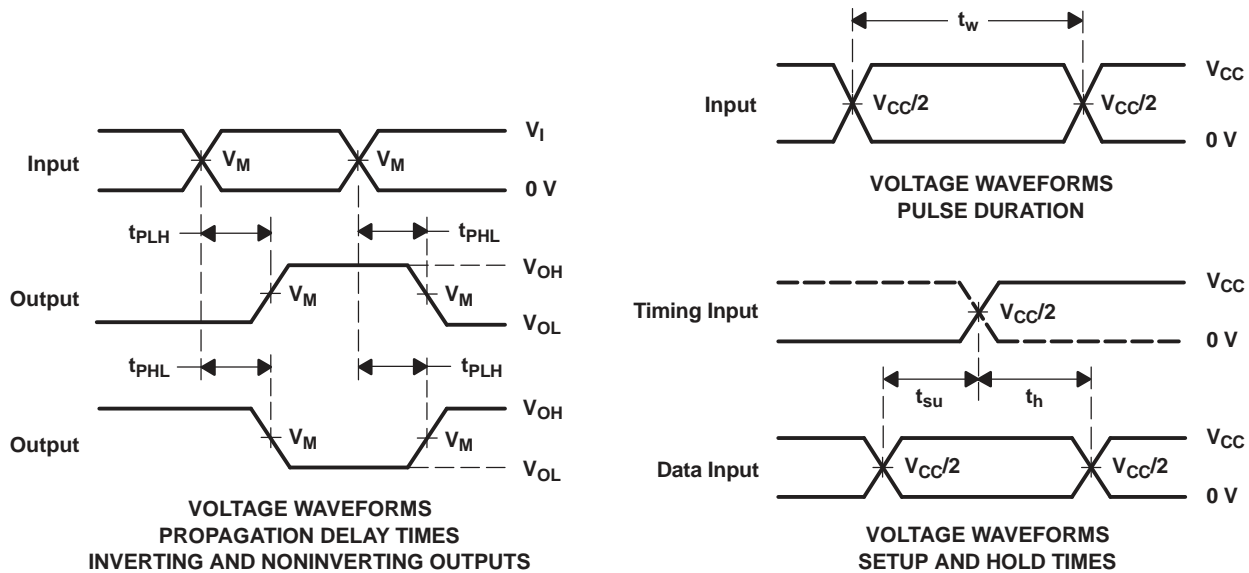 Input
V_I
V_M
V_M
0 V
t_PLH
t_PHL
Output
V_OH
V_M
V_M
V_OL
t_PHL
t_PLH
Output
V_OH
V_M
V_M
V_OL
VOLTAGE WAVEFORMS
PROPAGATION DELAY TIMES
INVERTING AND NONINVERTING OUTPUTS
t_w
Input
V_CC
V_CC/2
V_CC/2
0 V
VOLTAGE WAVEFORMS
PULSE DURATION
Timing Input
V_CC
V_CC/2
0 V
t_su
t_h
Data Input
V_CC
V_CC/2
V_CC/2
0 V
VOLTAGE WAVEFORMS
SETUP AND HOLD TIMES